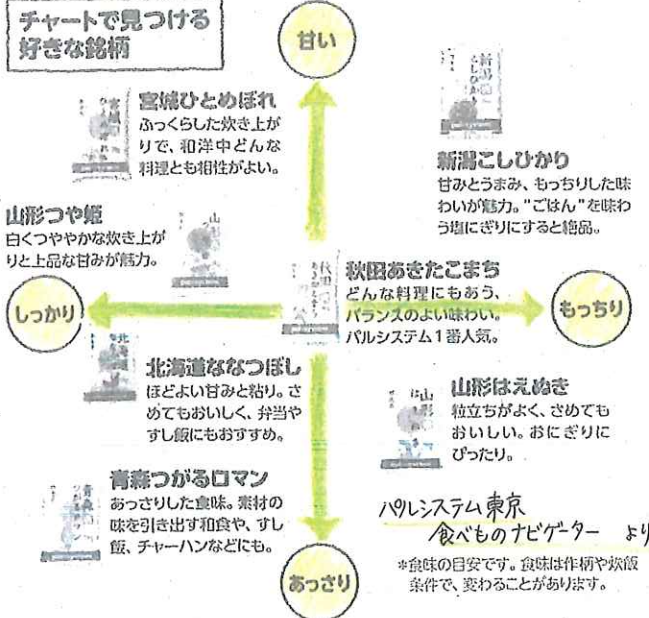 チャートで見つける
好きな銘柄
甘い
宮城ひとめぼれ
ふっくらした炊き上が
りで、和洋中どんな
料理とも相性がよい。
新潟こしひかり
甘みとうまみ、もっちりした味
わいが魅力。"ごはん"を味わ
う塩にぎりにすると絶品。
山形つや姫
白くつややかな炊き上が
りと上品な甘みが魅力。
秋田あきたこまち
どんな料理にもあう、
バランスのよい味わい。
パルシステム1番人気。
しっかり
もっちり
北海道ななつぼし
ほどよい甘みと粘り。さ
めてもおいしく、弁当や
すし飯にもおすすめ。
山形はえぬき
粒立ちがよく、さめても
おいしい。おにぎりに
ぴったり。
青森つがるロマン
あっさりした食味。素材の
味を引き出す和食や、すし
飯、チャーハンなどにも。
パルシステム東京
食べものナビゲーター より
あっさり
*食味の目安です。食味は作柄や炊飯
条件で、変わることがあります。